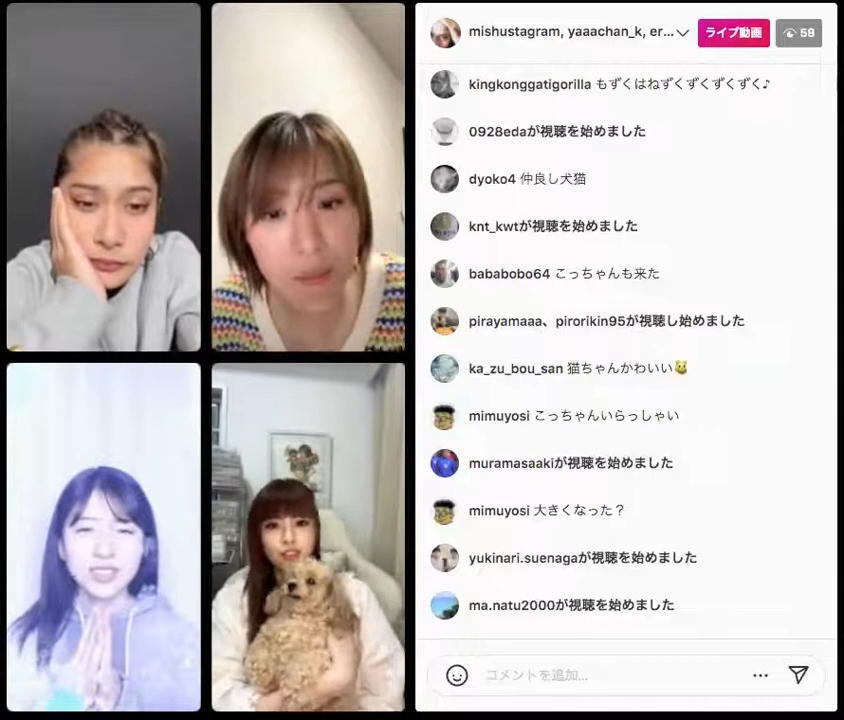 mishustagram, yaaachan_k, er...
ライブ動画
59
kingkonggatigorilla もずくはねずくずくずくずく♪
0928edaが視聴を始めました
dyoko4 仲良し犬猫
knt_kwtが視聴を始めました
bababobo64 こっちゃんも来た
pirayamaaa、pirorikin95が視聴し始めました
ka_zu_bou_san 猫ちゃんかわいい🐱
mimuyosi こっちゃんいらっしゃい
muramasaakiが視聴を始めました
mimuyosi 大きくなった？
yukinari.suenagaが視聴を始めました
ma.natu2000が視聴を始めました
コメントを追加...